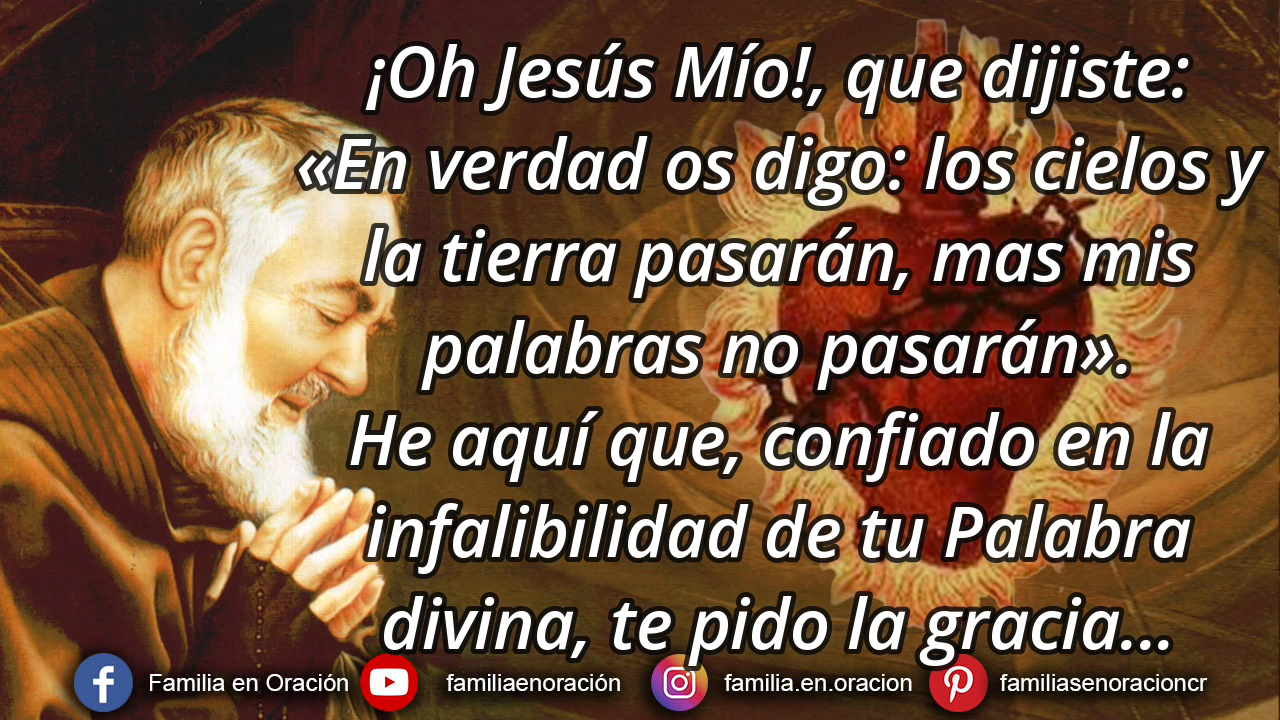 ¡Oh Jesús Mío!, que dijiste:
«En verdad os digo: los cielos y
la tierra pasarán, mas mis
palabras no pasarán».
He aquí que, confiado en la
infalibilidad de tu Palabra
divina, te pido la gracia...
Familia en Oración familiaenoración familia.en.oracion familiasenoracioncr